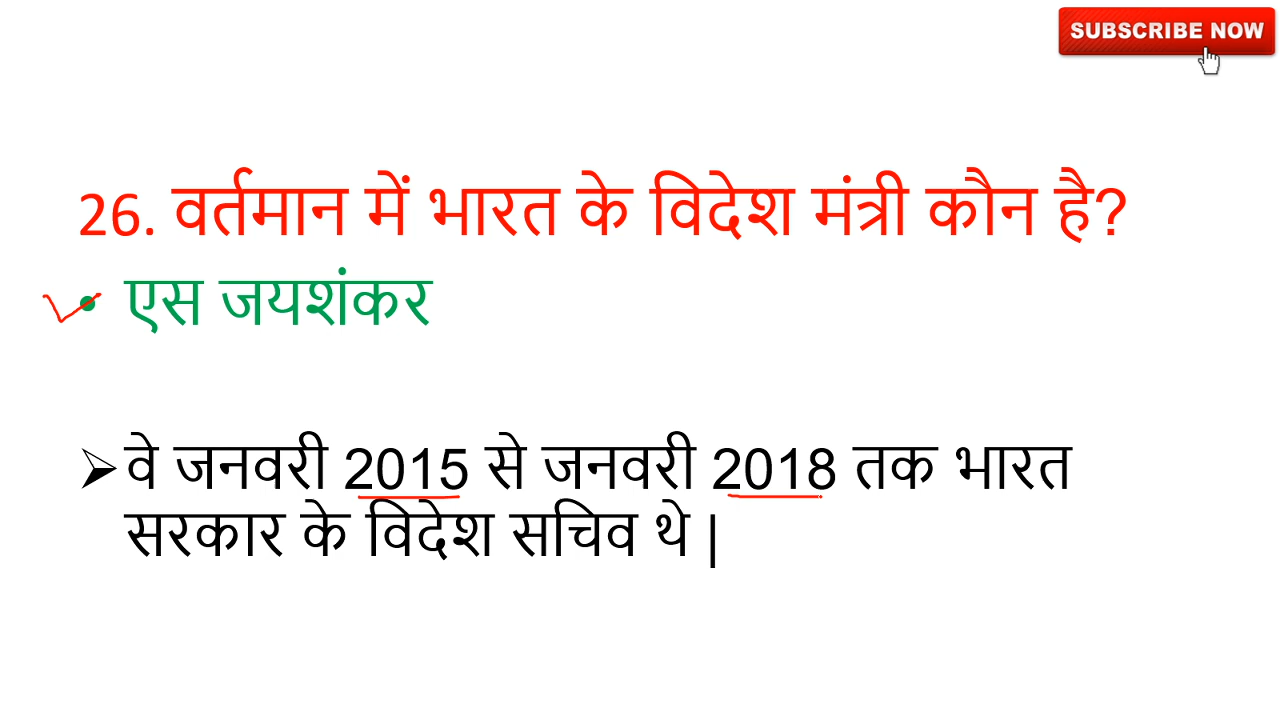 SUBSCRIBE NOW
26. वर्तमान में भारत के विदेश मंत्री कौन है?
• एस जयशंकर
➢ वे जनवरी 2015 से जनवरी 2018 तक भारत
सरकार के विदेश सचिव थे |